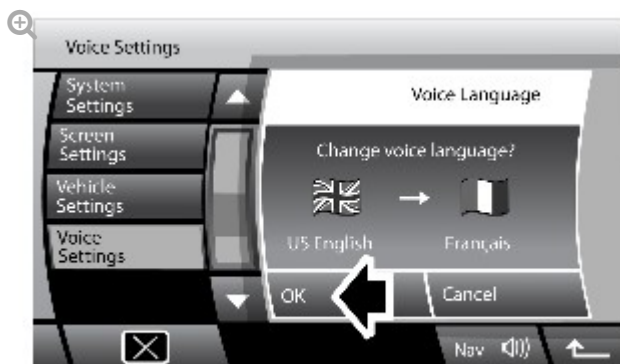 Voice Settings
System
Settings
Screen
Settings
Vehicle
Settings
Voice
Settings
Voice Language
Change voice language?
US English
Français
OK
Cancel
Nav